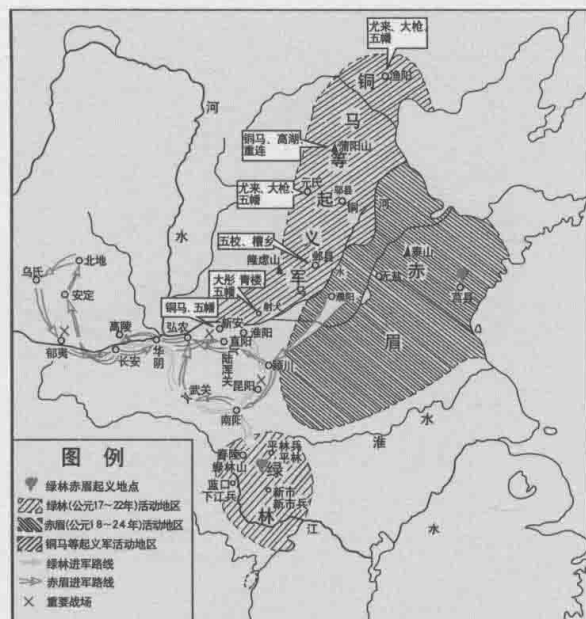 尤来、大枪、
五幡
铜
渔阳
马
铜马、高湖、
重连
蒲阳山
等
尤来、大枪、
五幡
元氏
起
鄡县
铜
河
五校、檀乡
义
邺县
隆虑山
军
水
濮阳
无盐
泰山
赤
莒县
眉
大肜 青犊
五幡
射犬
铜马、五幡
河
水
北地
乌氏
安定
郁夷
高陵
长安
华
阴
弘农
新安
宜阳
陆
浑
关
颍川
武关
昆阳
南阳
淮
水
舂陵
绿林山
平林
平林兵
绿
蓝口
下江兵
新市
新市兵
林
江
水
图 例
绿林赤眉起义地点
绿林(公元17~22年)活动地区
赤眉(公元18~24年)活动地区
铜马等起义军活动地区
绿林进军路线
赤眉进军路线
重要战场